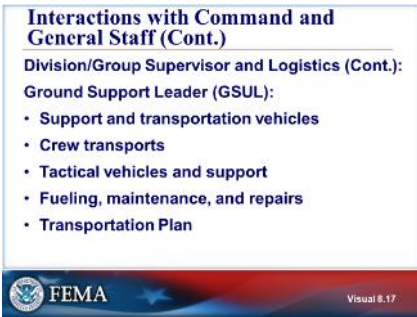 Interactions with Command and
General Staff (Cont.)
Division/Group Supervisor and Logistics (Cont.):
Ground Support Leader (GSUL):
• Support and transportation vehicles
• Crew transports
• Tactical vehicles and support
• Fueling, maintenance, and repairs
• Transportation Plan
FEMA
Visual 8.17